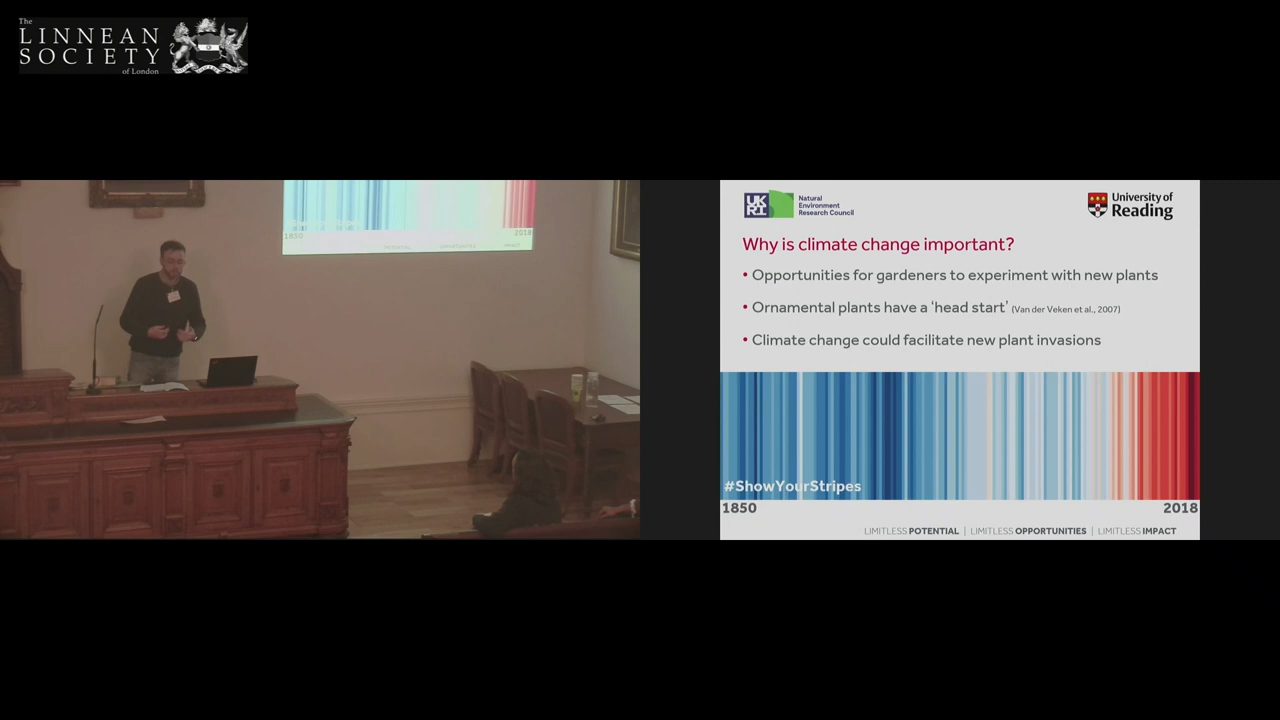 The
LINNEAN
SOCIETY
of London
1850
2018
UK
RI
Natural
Environment
Research Council
University of
Reading
Why is climate change important?
• Opportunities for gardeners to experiment with new plants
• Ornamental plants have a ‘head start’ (Van der Veken et al., 2007)
• Climate change could facilitate new plant invasions
#ShowYourStripes
1850
2018
LIMITLESS POTENTIAL | LIMITLESS OPPORTUNITIES | LIMITLESS IMPACT